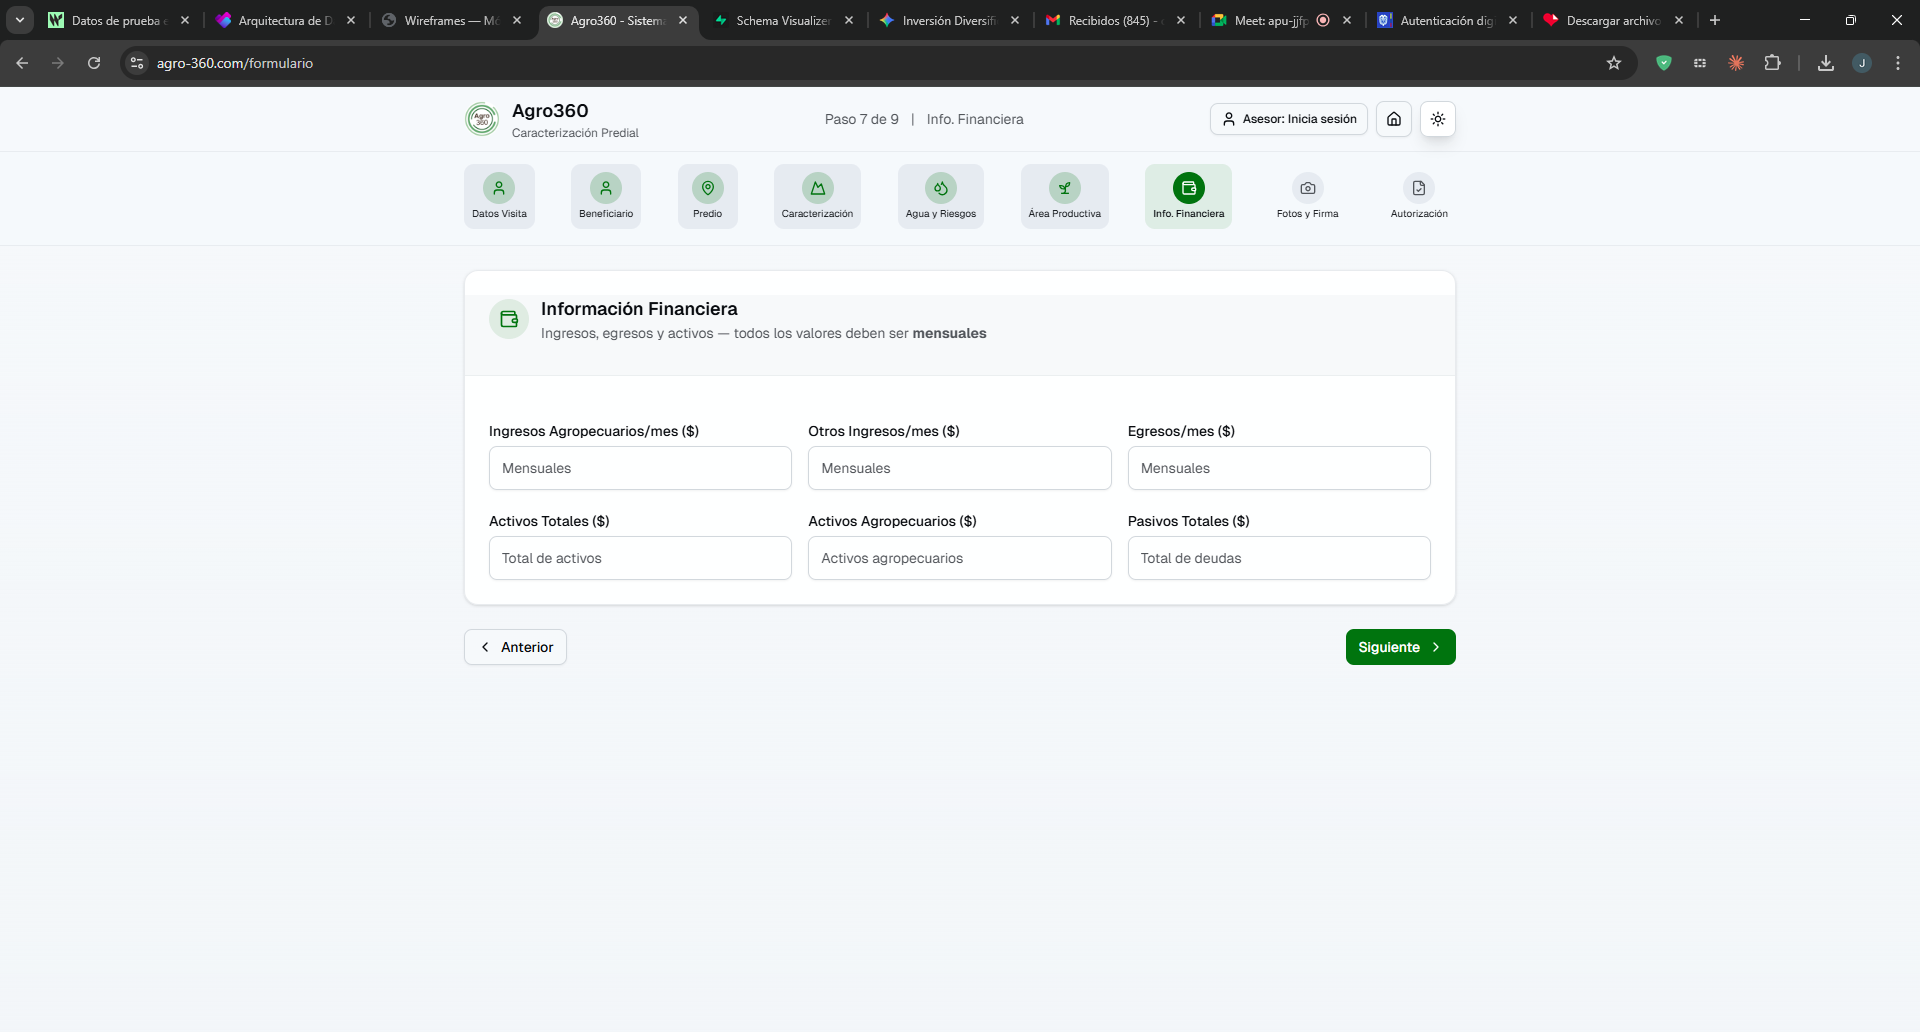 Datos de prueba
Arquitectura de D
Wireframes — Mó
Agro360 - Sistema
Schema Visualizer
Inversión Diversifi
Recibidos (845) -
Meet: apu-jjfp
Autenticación dig
Descargar archivo
agro-360.com/formulario
J
Agro 360
Agro360
Caracterización Predial
Paso 7 de 9 | Info. Financiera
Asesor: Inicia sesión
Datos Visita
Beneficiario
Predio
Caracterización
Agua y Riesgos
Área Productiva
Info. Financiera
Fotos y Firma
Autorización
Información Financiera
Ingresos, egresos y activos — todos los valores deben ser mensuales
Ingresos Agropecuarios/mes ($)
Otros Ingresos/mes ($)
Egresos/mes ($)
Mensuales
Mensuales
Mensuales
Activos Totales ($)
Activos Agropecuarios ($)
Pasivos Totales ($)
Total de activos
Activos agropecuarios
Total de deudas
Anterior
Siguiente